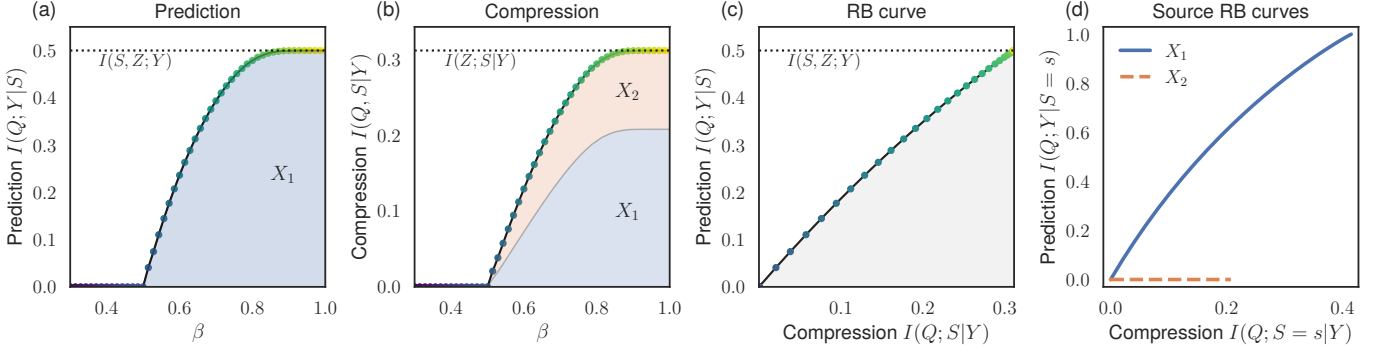 (a) Prediction
Prediction I(Q; Y|S)
0.5
0.4
0.3
0.2
0.1
0.0
I(S, Z; Y)
X₁
0.4 0.6 0.8 1.0
β
(b) Compression
Compression I(Q, S|Y)
0.3
0.2
0.1
0.0
I(Z; S|Y)
X₂
X₁
0.4 0.6 0.8 1.0
β
(c) RB curve
Prediction I(Q; Y|S)
0.5
0.4
0.3
0.2
0.1
0.0
I(S, Z; Y)
0.1 0.2 0.3
Compression I(Q; S|Y)
(d) Source RB curves
Prediction I(Q; Y|S = s)
1.0
0.8
0.6
0.4
0.2
0.0
X₁
X₂
0.0 0.2 0.4
Compression I(Q; S = s|Y)